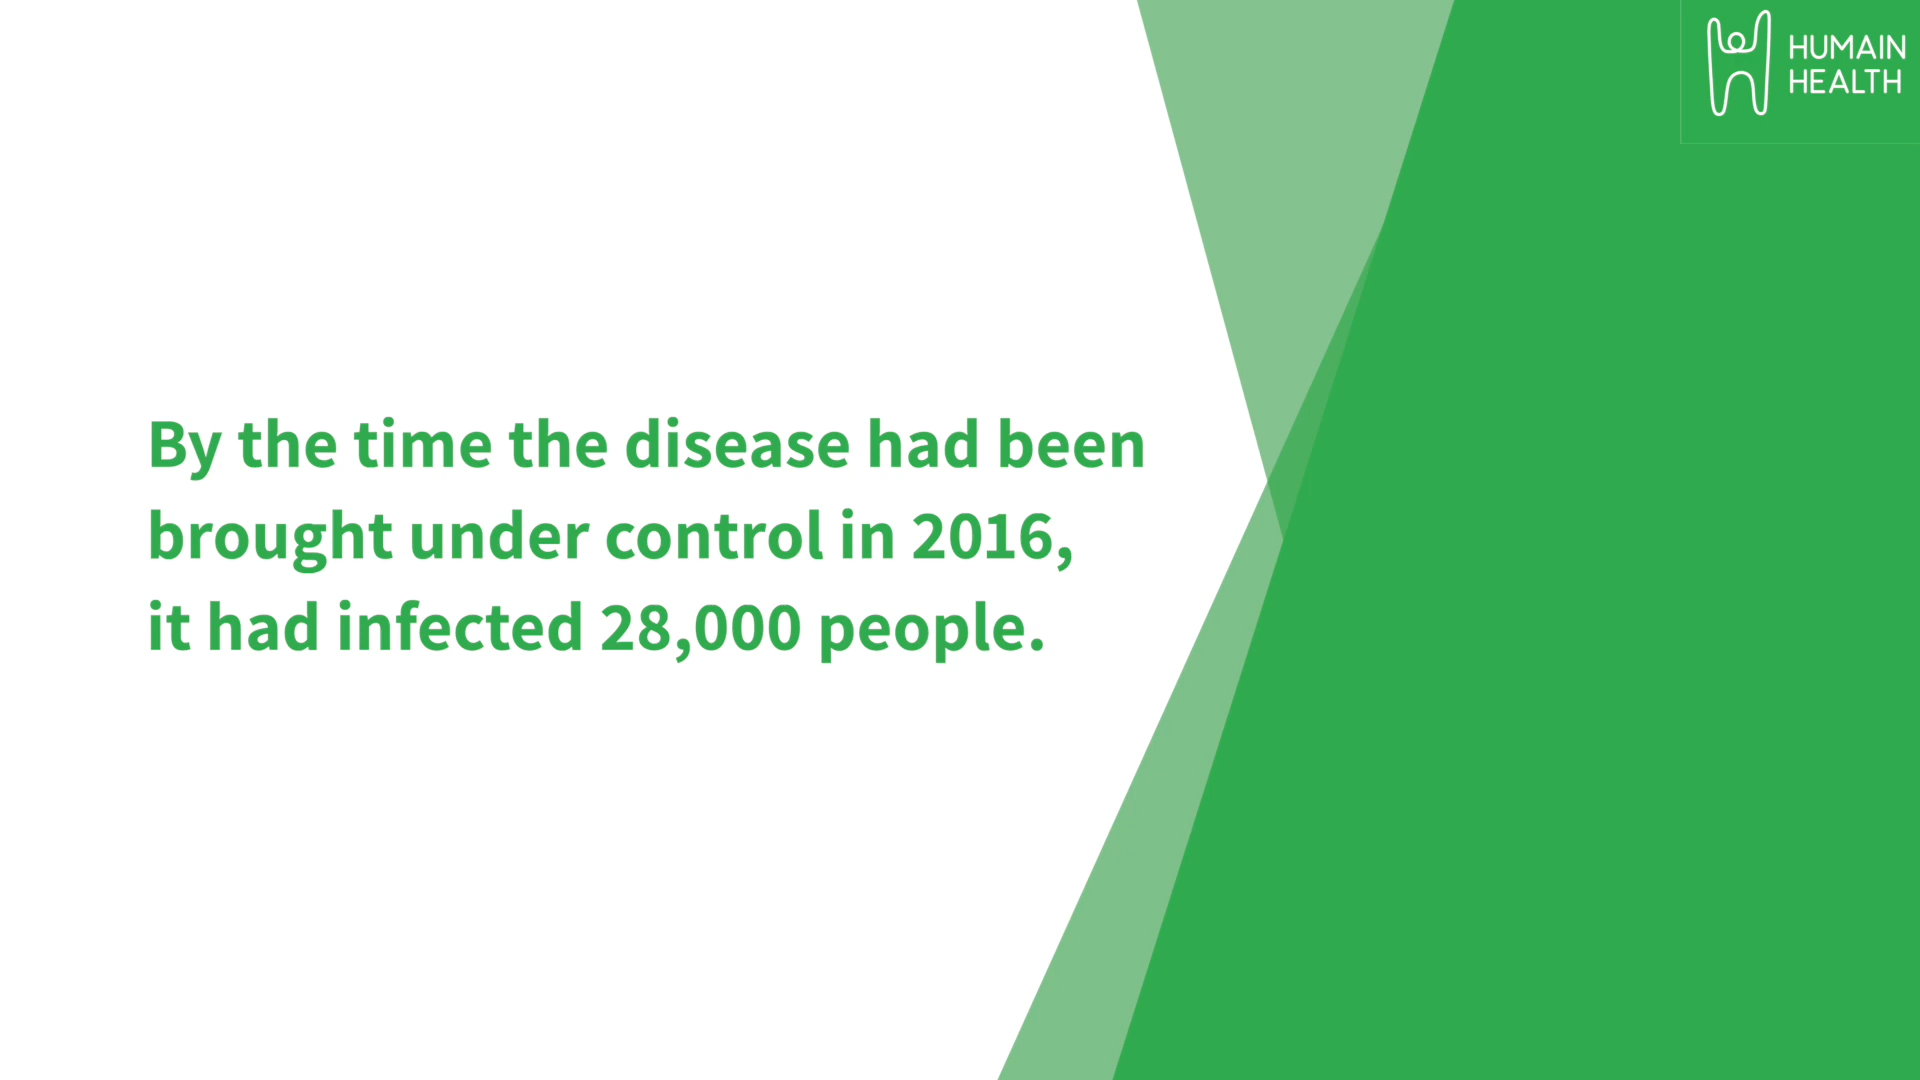 HUMAIN
HEALTH
By the time the disease had been
brought under control in 2016,
it had infected 28,000 people.